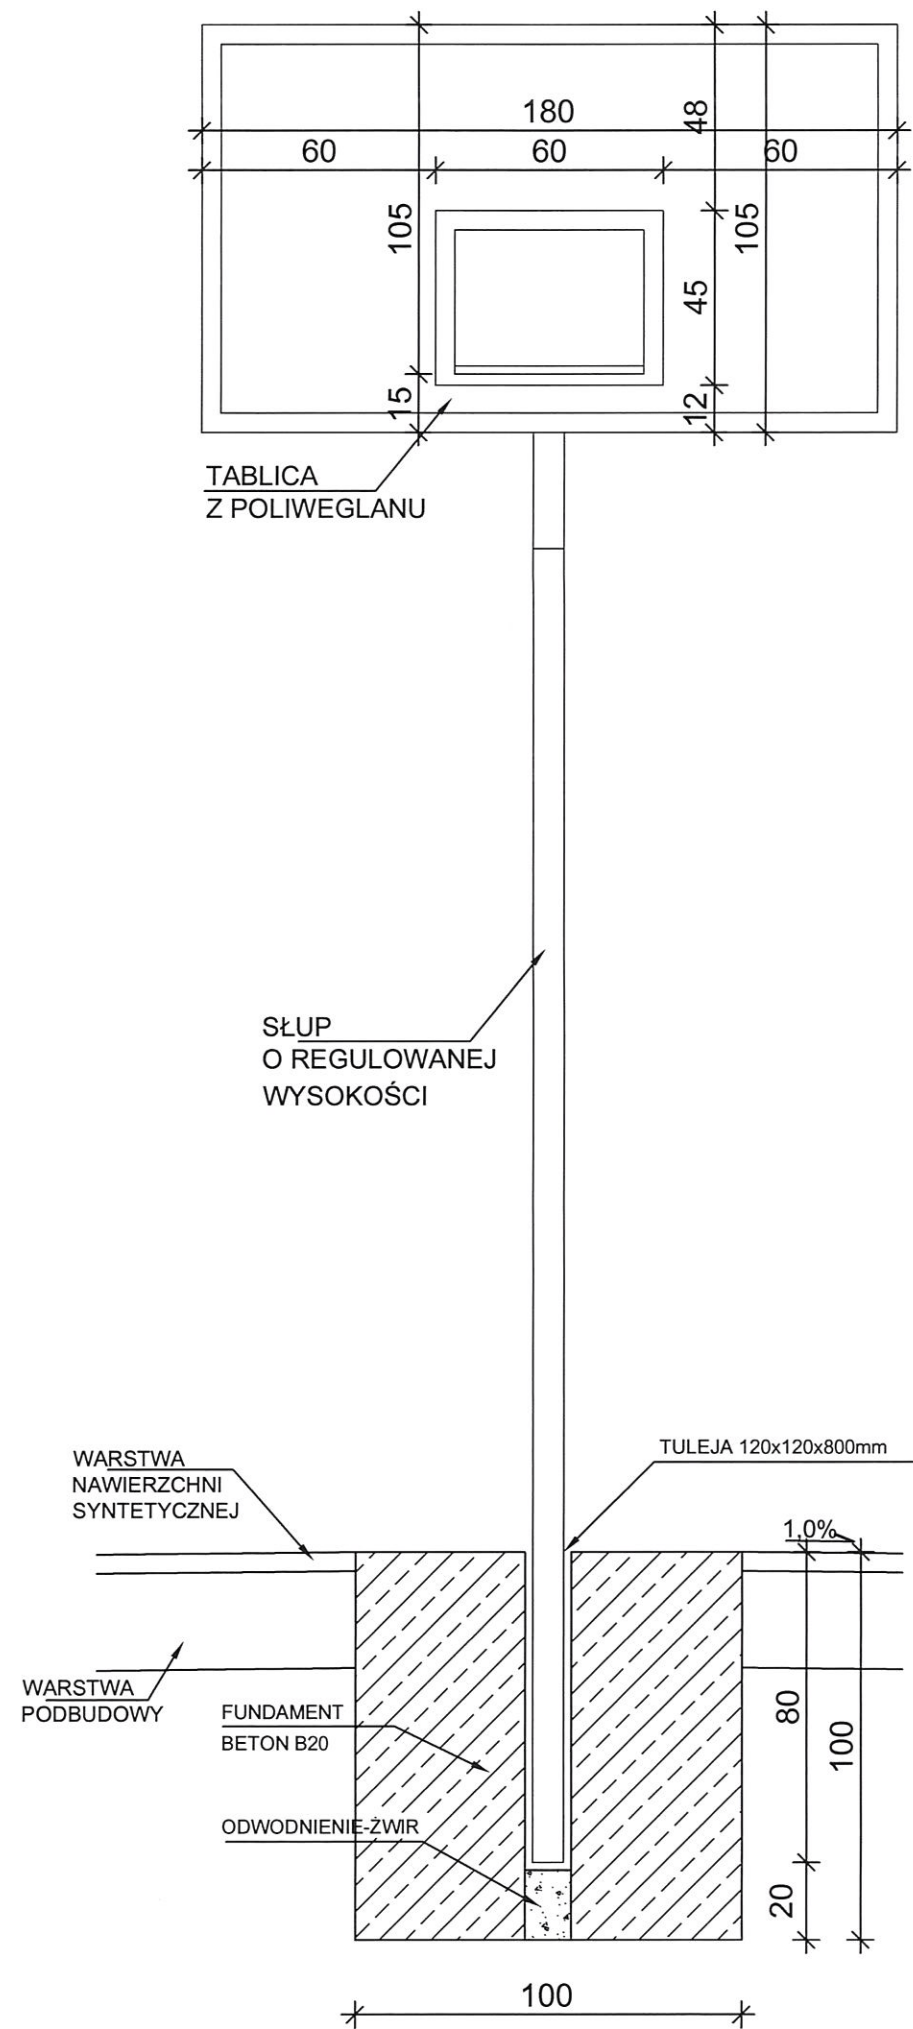 180
48
60
60
60
105
105
45
15
12
TABLICA
Z POLIWEGLANU
SŁUP
O REGULOWANEJ
WYSOKOŚCI
WARSTWA
NAWIERZCHNI
SYNTETYCZNEJ
TULEJA 120x120x800mm
1,0%
WARSTWA
PODBUDOWY
FUNDAMENT
BETON B20
80
100
ODWODNIENIE-ŻWIR
20
100